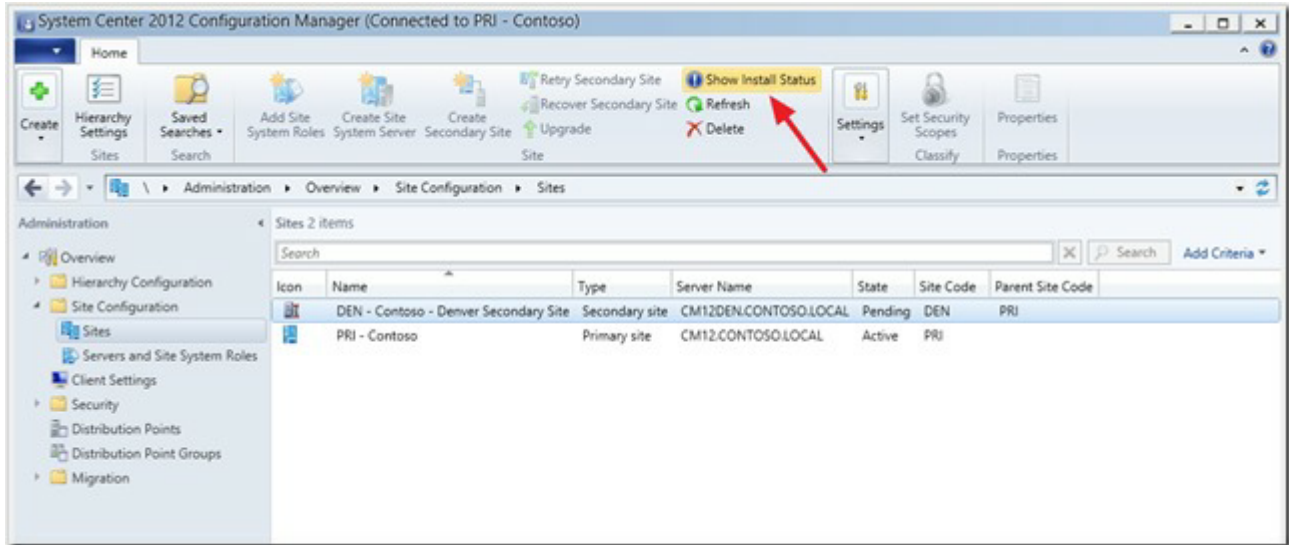 System Center 2012 Configuration Manager (Connected to PRI - Contoso)
Home
Create
Hierarchy Settings
Saved Searches
Add Site System Roles
Create Site System Server
Create Secondary Site
Retry Secondary Site
Recover Secondary Site
Upgrade
Show Install Status
Refresh
Delete
Settings
Set Security Scopes
Properties
Sites
Search
Site
Classify
Properties
\ Administration Overview Site Configuration Sites
Administration
Sites 2 items
Overview
Search
Search
Add Criteria
Hierarchy Configuration
Site Configuration
Sites
Servers and Site System Roles
Client Settings
Security
Distribution Points
Distribution Point Groups
Migration
Icon Name Type Server Name State Site Code Parent Site Code
DEN - Contoso - Denver Secondary Site Secondary site CM12DEN.CONTOSO.LOCAL Pending DEN PRI
PRI - Contoso Primary site CM12.CONTOSO.LOCAL Active PRI